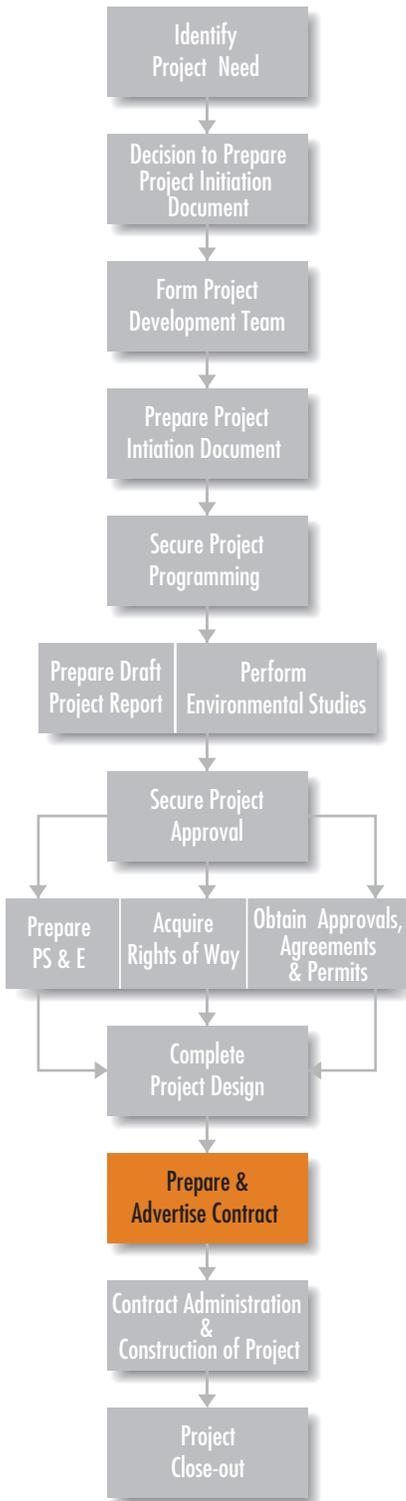 Identify
Project Need
Decision to Prepare
Project Initiation
Document
Form Project
Development Team
Prepare Project
Intiation Document
Secure Project
Programming
Prepare Draft
Project Report
Perform
Environmental Studies
Secure Project
Approval
Prepare
PS & E
Acquire
Rights of Way
Obtain Approvals,
Agreements
& Permits
Complete
Project Design
Prepare &
Advertise Contract
Contract Administration
&
Construction of Project
Project
Close-out